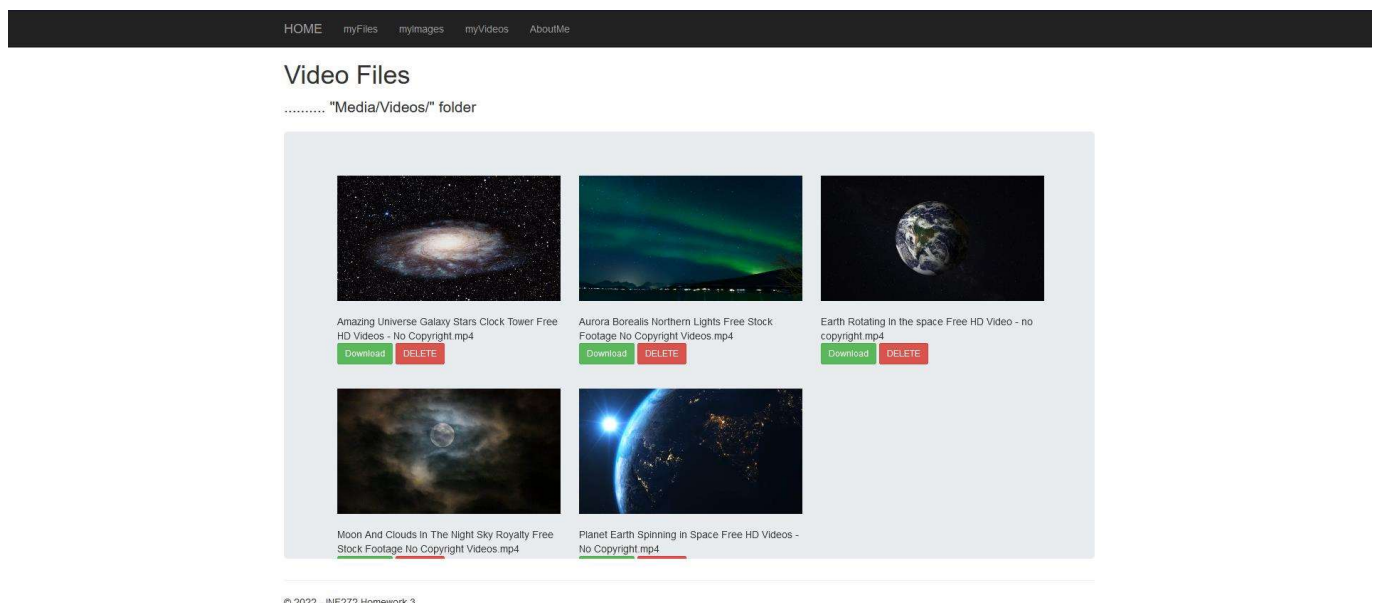 HOME myFiles myImages myVideos AboutMe
Video Files
.......... "Media/Videos/" folder
Amazing Universe Galaxy Stars Clock Tower Free
HD Videos - No Copyright.mp4
Download DELETE
Aurora Borealis Northern Lights Free Stock
Footage No Copyright Videos.mp4
Download DELETE
Earth Rotating In the space Free HD Video - no
copyright.mp4
Download DELETE
Moon And Clouds In The Night Sky Royalty Free
Stock Footage No Copyright Videos.mp4
Planet Earth Spinning in Space Free HD Videos -
No Copyright.mp4
© 2022 - INF272 Homework 3